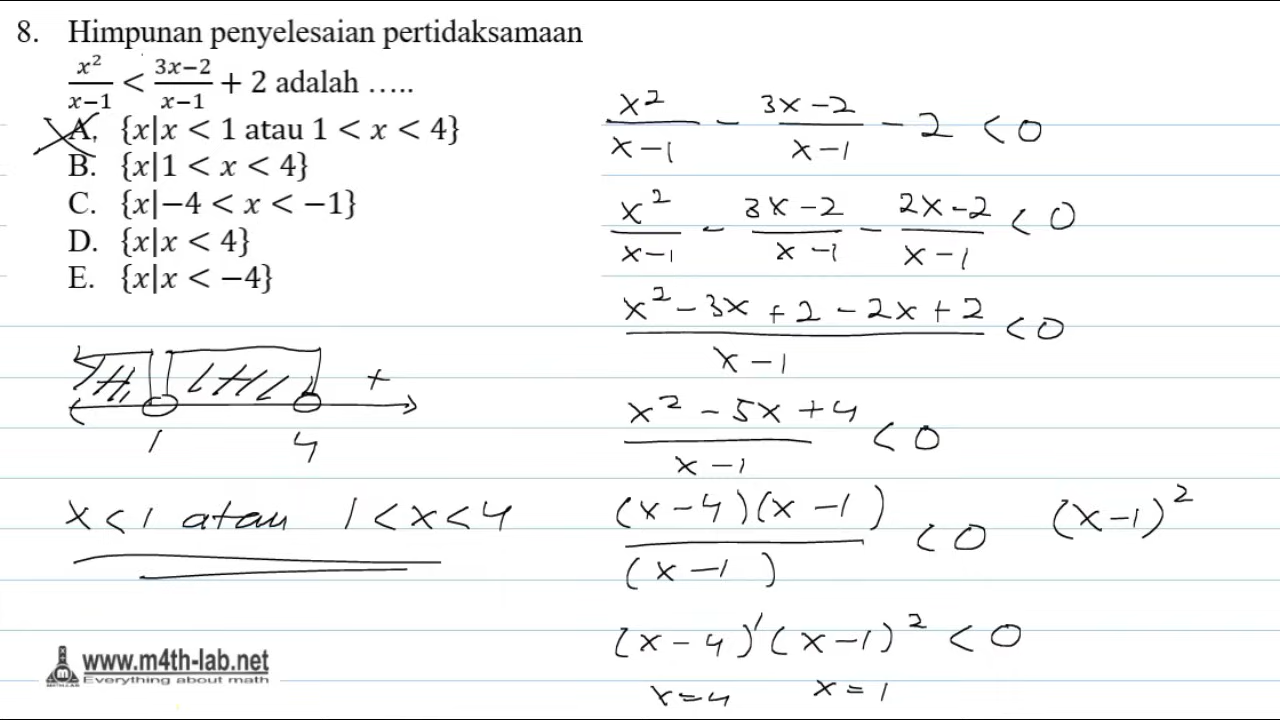 8. Himpunan penyelesaian pertidaksamaan
x²/(x−1) < (3x−2)/(x−1) + 2 adalah .....
A. {x|x < 1 atau 1 < x < 4}
B. {x|1 < x < 4}
C. {x|−4 < x < −1}
D. {x|x < 4}
E. {x|x < −4}
+
1 4
x < 1 atau 1 < x < 4
x²/(x−1) − (3x−2)/(x−1) − 2 < 0
x²/(x−1) − (3x−2)/(x−1) − (2x−2)/(x−1) < 0
(x² − 3x + 2 − 2x + 2)/(x−1) < 0
(x² − 5x + 4)/(x−1) < 0
(x−4)(x−1)/(x−1) < 0 (x−1)²
(x−4)¹(x−1)² < 0
x=4 x=1
www.m4th-lab.net
Everything about math
MATH-LAB